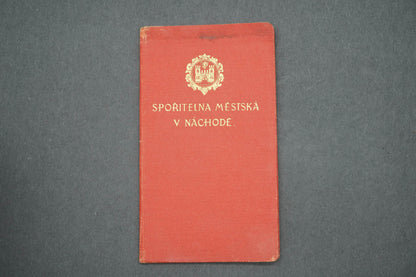 SPOŘITELNA MĚSTSKÁ
V NÁCHODĚ.